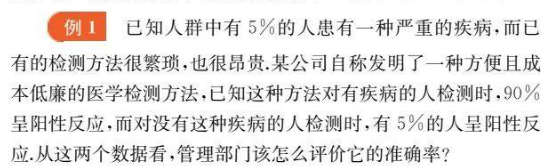 例1 已知人群中有 5%的人患有一种严重的疾病,而已
有的检测方法很繁琐,也很昂贵.某公司自称发明了一种方便且成
本低廉的医学检测方法,已知这种方法对有疾病的人检测时,90%
呈阳性反应,而对没有这种疾病的人检测时,有 5%的人呈阳性反
应.从这两个数据看,管理部门该怎么评价它的准确率?